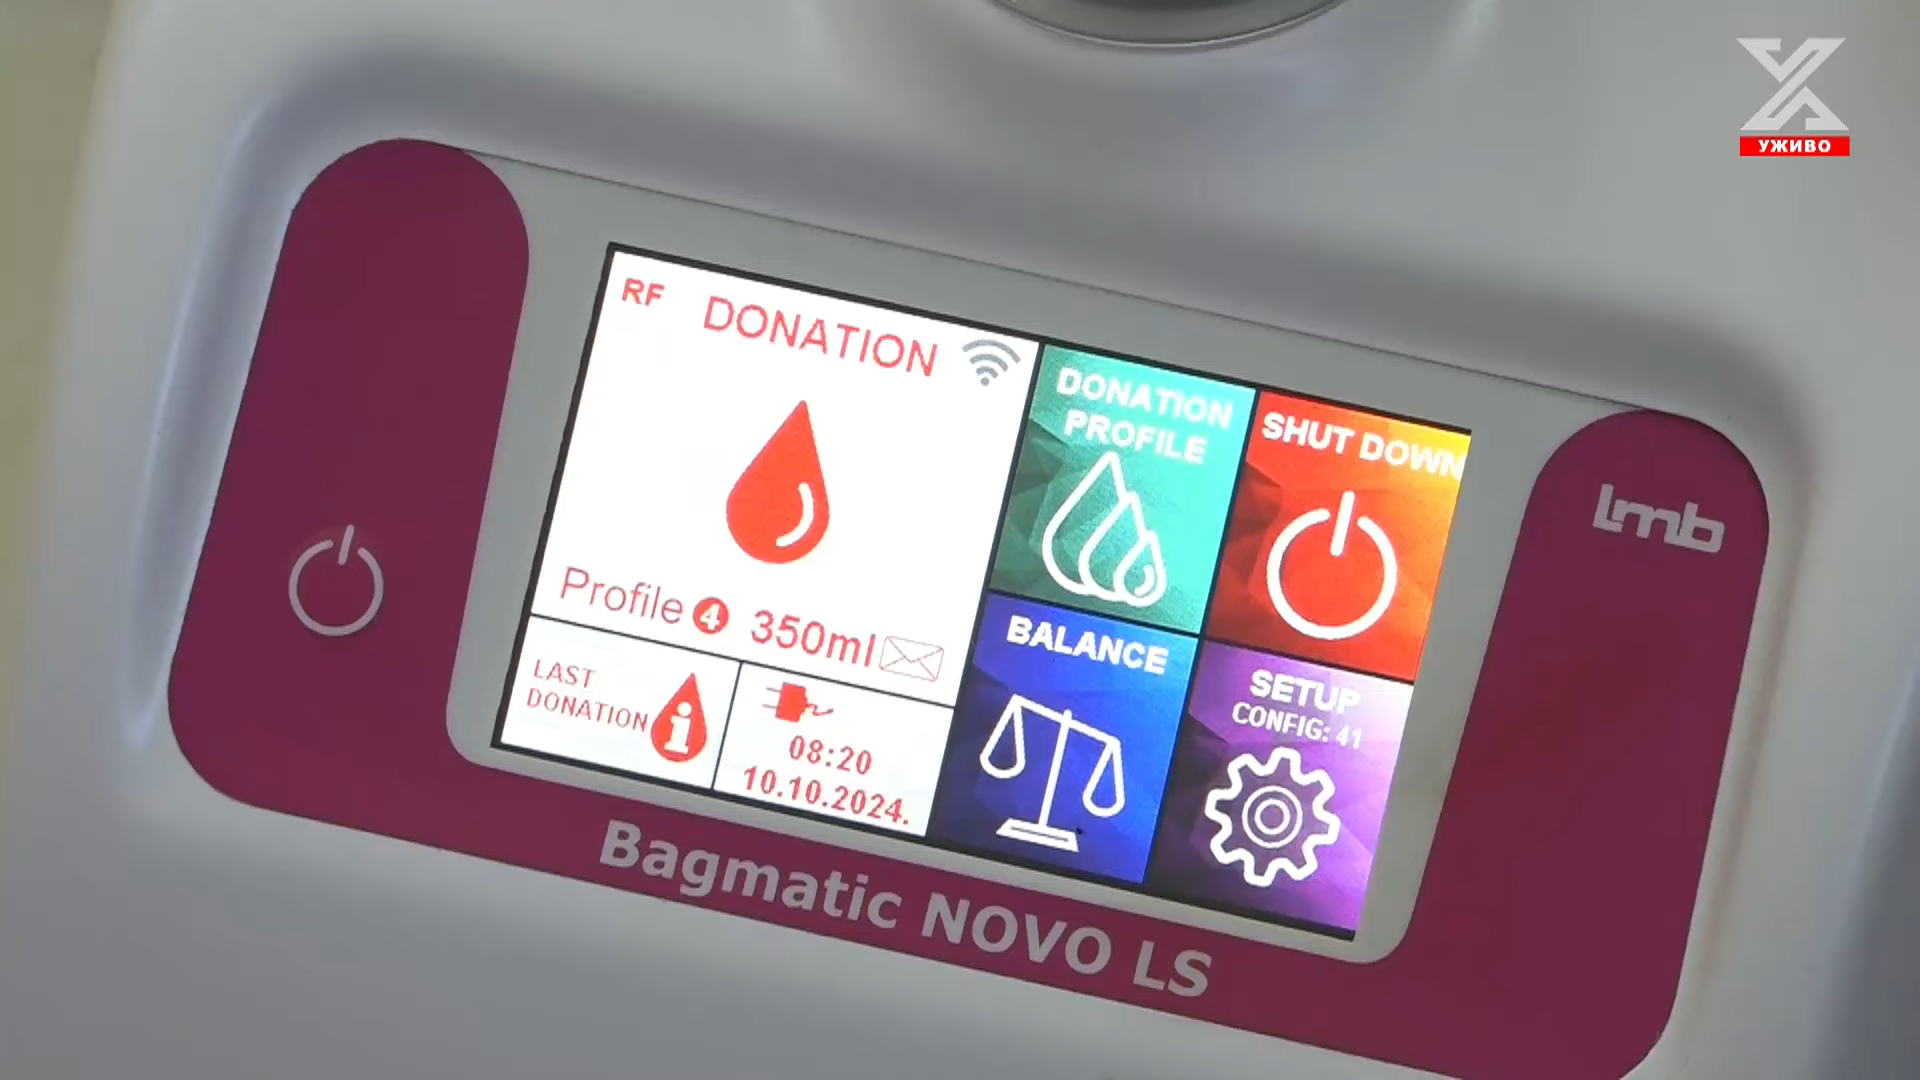 УЖИВО
RF DONATION
Profile 4 350ml
LAST
DONATION
08:20
10.10.2024.
DONATION
PROFILE
SHUT DOWN
BALANCE
SETUP
CONFIG: 41
lmb
Bagmatic NOVO LS